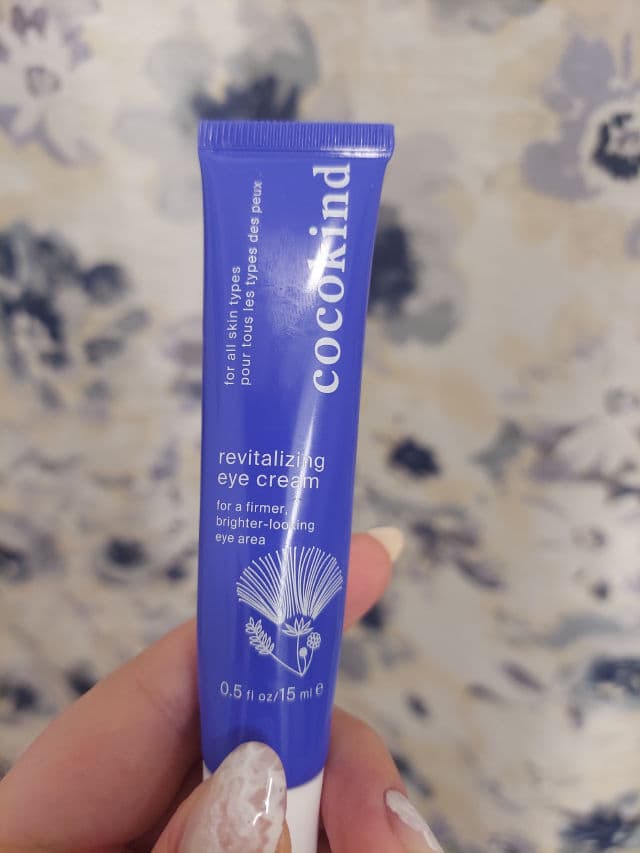 cocokind
for all skin types
pour tous les types des peux
revitalizing
eye cream
for a firmer,
brighter-looking
eye area
0.5 fl oz/15 ml e